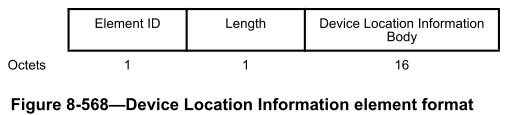 Element ID
Length
Device Location Information
Body
Octets
1
1
16
Figure 8-568—Device Location Information element format